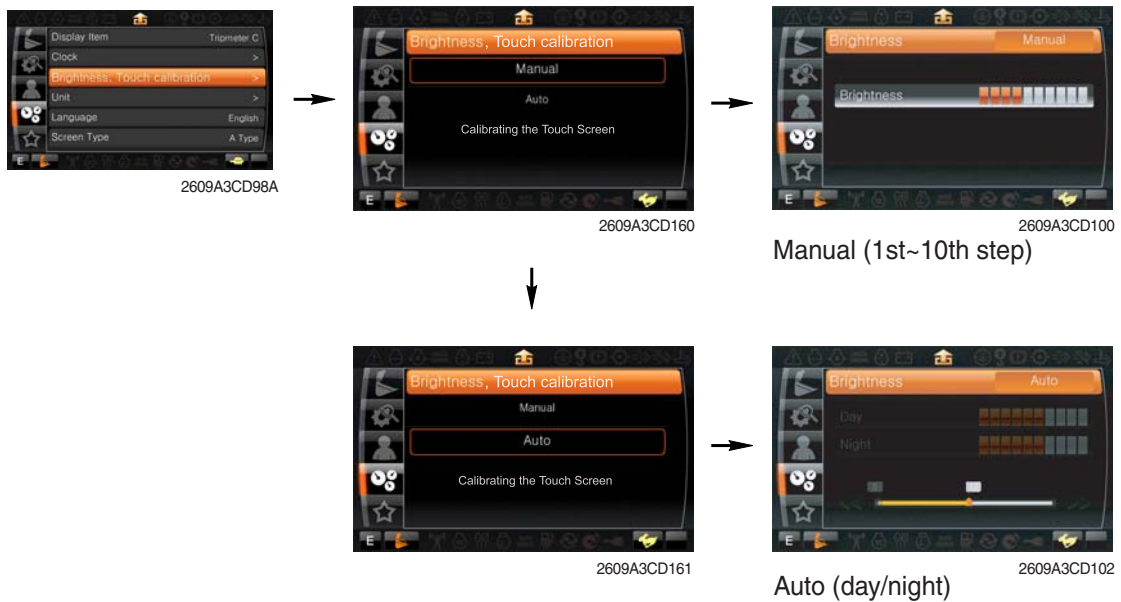 Display Item Tripmeter C
Clock >
Brightness, Touch calibration >
Unit >
Language English
Screen Type A Type
E
2609A3CD98A
Brightness, Touch calibration
Manual
Auto
Calibrating the Touch Screen
E
2609A3CD160
Brightness Manual
Brightness
E
2609A3CD100
Manual (1st~10th step)
Brightness, Touch calibration
Manual
Auto
Calibrating the Touch Screen
E
2609A3CD161
Brightness Auto
Day
Night
E
2609A3CD102
Auto (day/night)